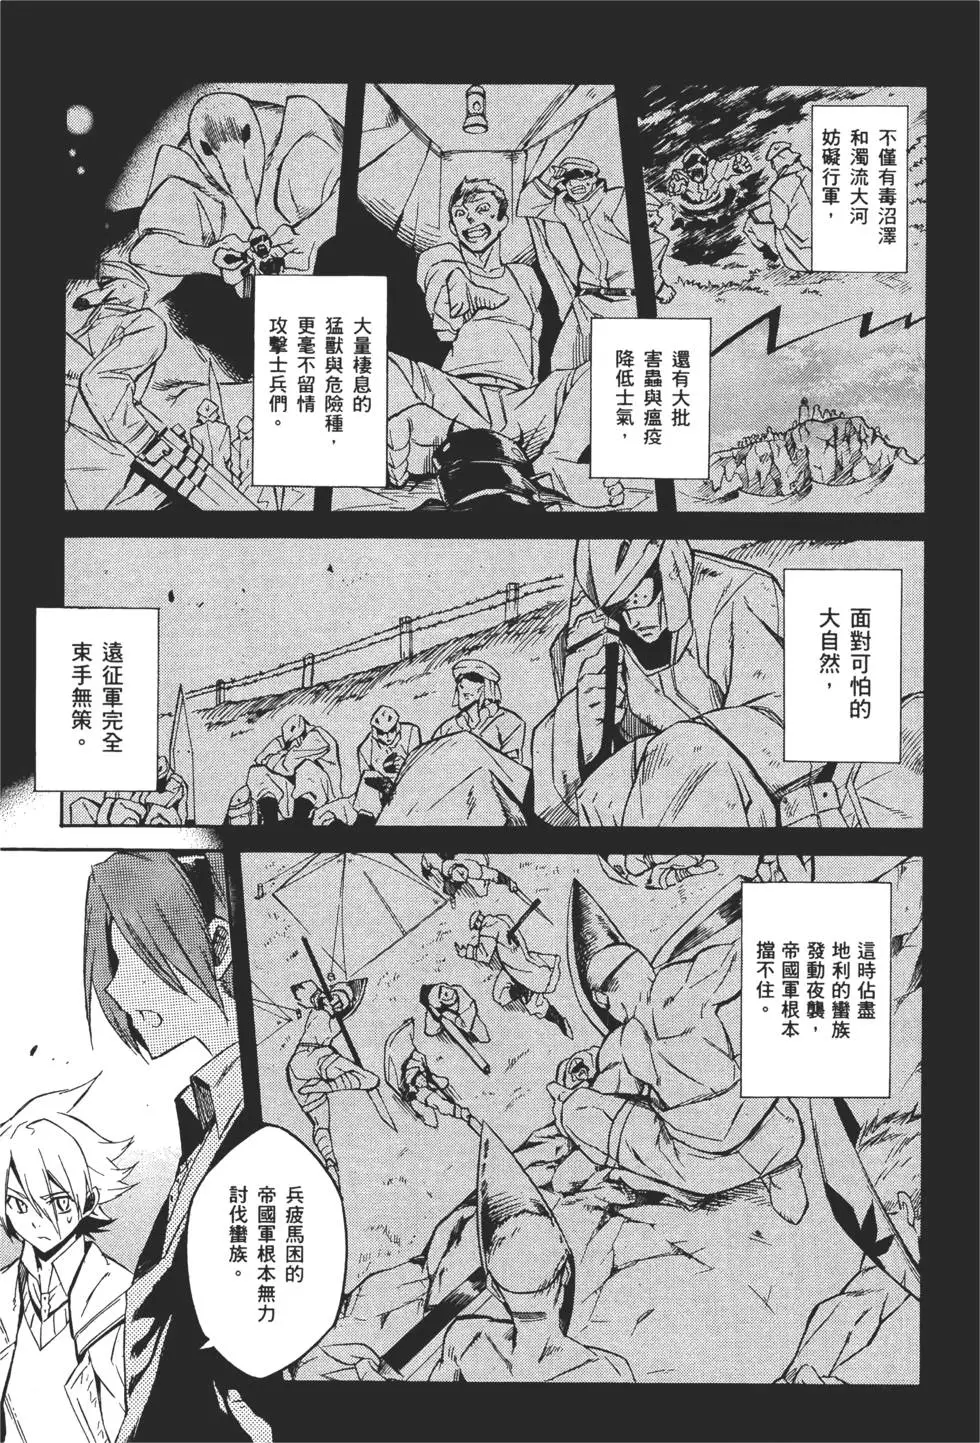 不僅有毒沼澤
和濁流大河
妨礙行軍，
還有大批
害蟲與瘟疫
降低士氣，
大量棲息的
猛獸與危險種，
更毫不留情
攻擊士兵們。
面對可怕的
大自然，
遠征軍完全
束手無策。
這時佔盡
地利的蠻族
發動夜襲，
帝國軍根本
擋不住。
兵疲馬困的
帝國軍根本無力
討伐蠻族。